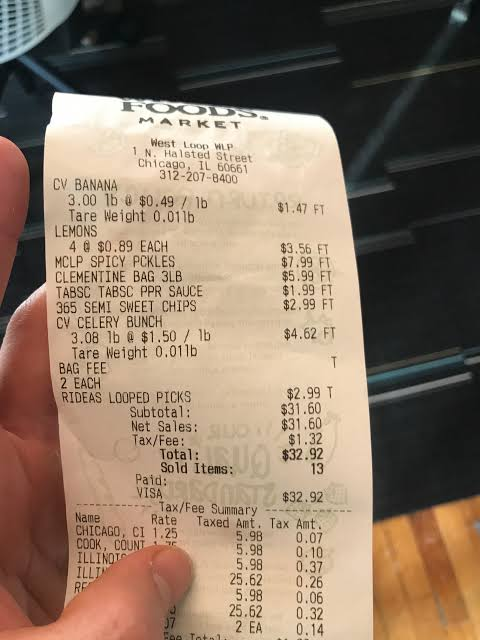 FOODS®
MARKET
West Loop WLP
1 N. Halsted Street
Chicago, IL 60661
312-207-8400
CV BANANA
3.00 lb @ $0.49 / lb $1.47 FT
Tare Weight 0.01lb
LEMONS
4 @ $0.89 EACH $3.56 FT
MCLP SPICY PCKLES $7.99 FT
CLEMENTINE BAG 3LB $5.99 FT
TABSC TABSC PPR SAUCE $1.99 FT
365 SEMI SWEET CHIPS $2.99 FT
CV CELERY BUNCH
3.08 lb @ $1.50 / lb $4.62 FT
Tare Weight 0.01lb
BAG FEE T
2 EACH
RIDEAS LOOPED PICKS $2.99 T
Subtotal: $31.60
Net Sales: $31.60
Tax/Fee: $1.32
Total: $32.92
Sold Items: 13
Paid:
VISA $32.92
Tax/Fee Summary
Name Rate Taxed Amt. Tax Amt.
CHICAGO, CI 1.25 5.98 0.07
COOK, COUNT 5.98 0.10
ILLINOI 5.98 0.37
ILLI 25.62 0.26
5.98 0.06
25.62 0.32
2 EA 0.14